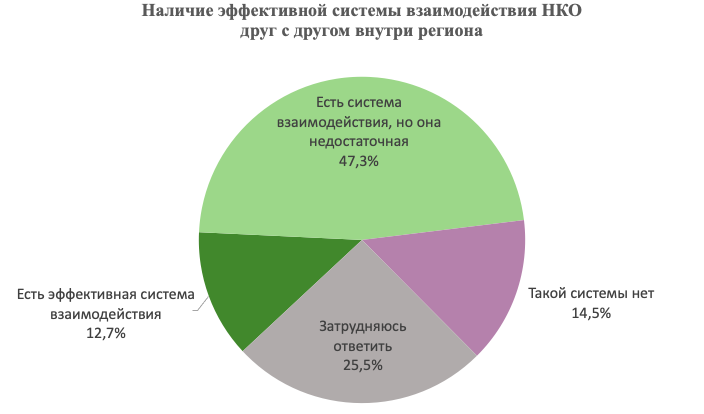 Наличие эффективной системы взаимодействия НКО
друг с другом внутри региона
Есть система
взаимодействия, но она
недостаточная
47,3%
Такой системы нет
14,5%
Затрудняюсь
ответить
25,5%
Есть эффективная система
взаимодействия
12,7%